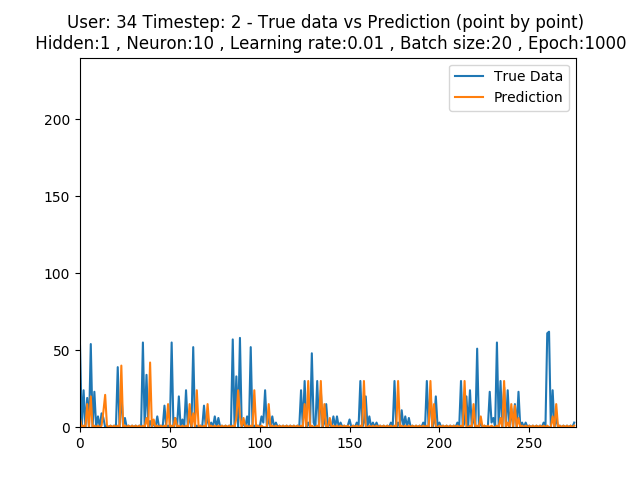 User: 34 Timestep: 2 - True data vs Prediction (point by point)
Hidden:1 , Neuron:10 , Learning rate:0.01 , Batch size:20 , Epoch:1000
True Data
Prediction
200
150
100
50
0
0 50 100 150 200 250